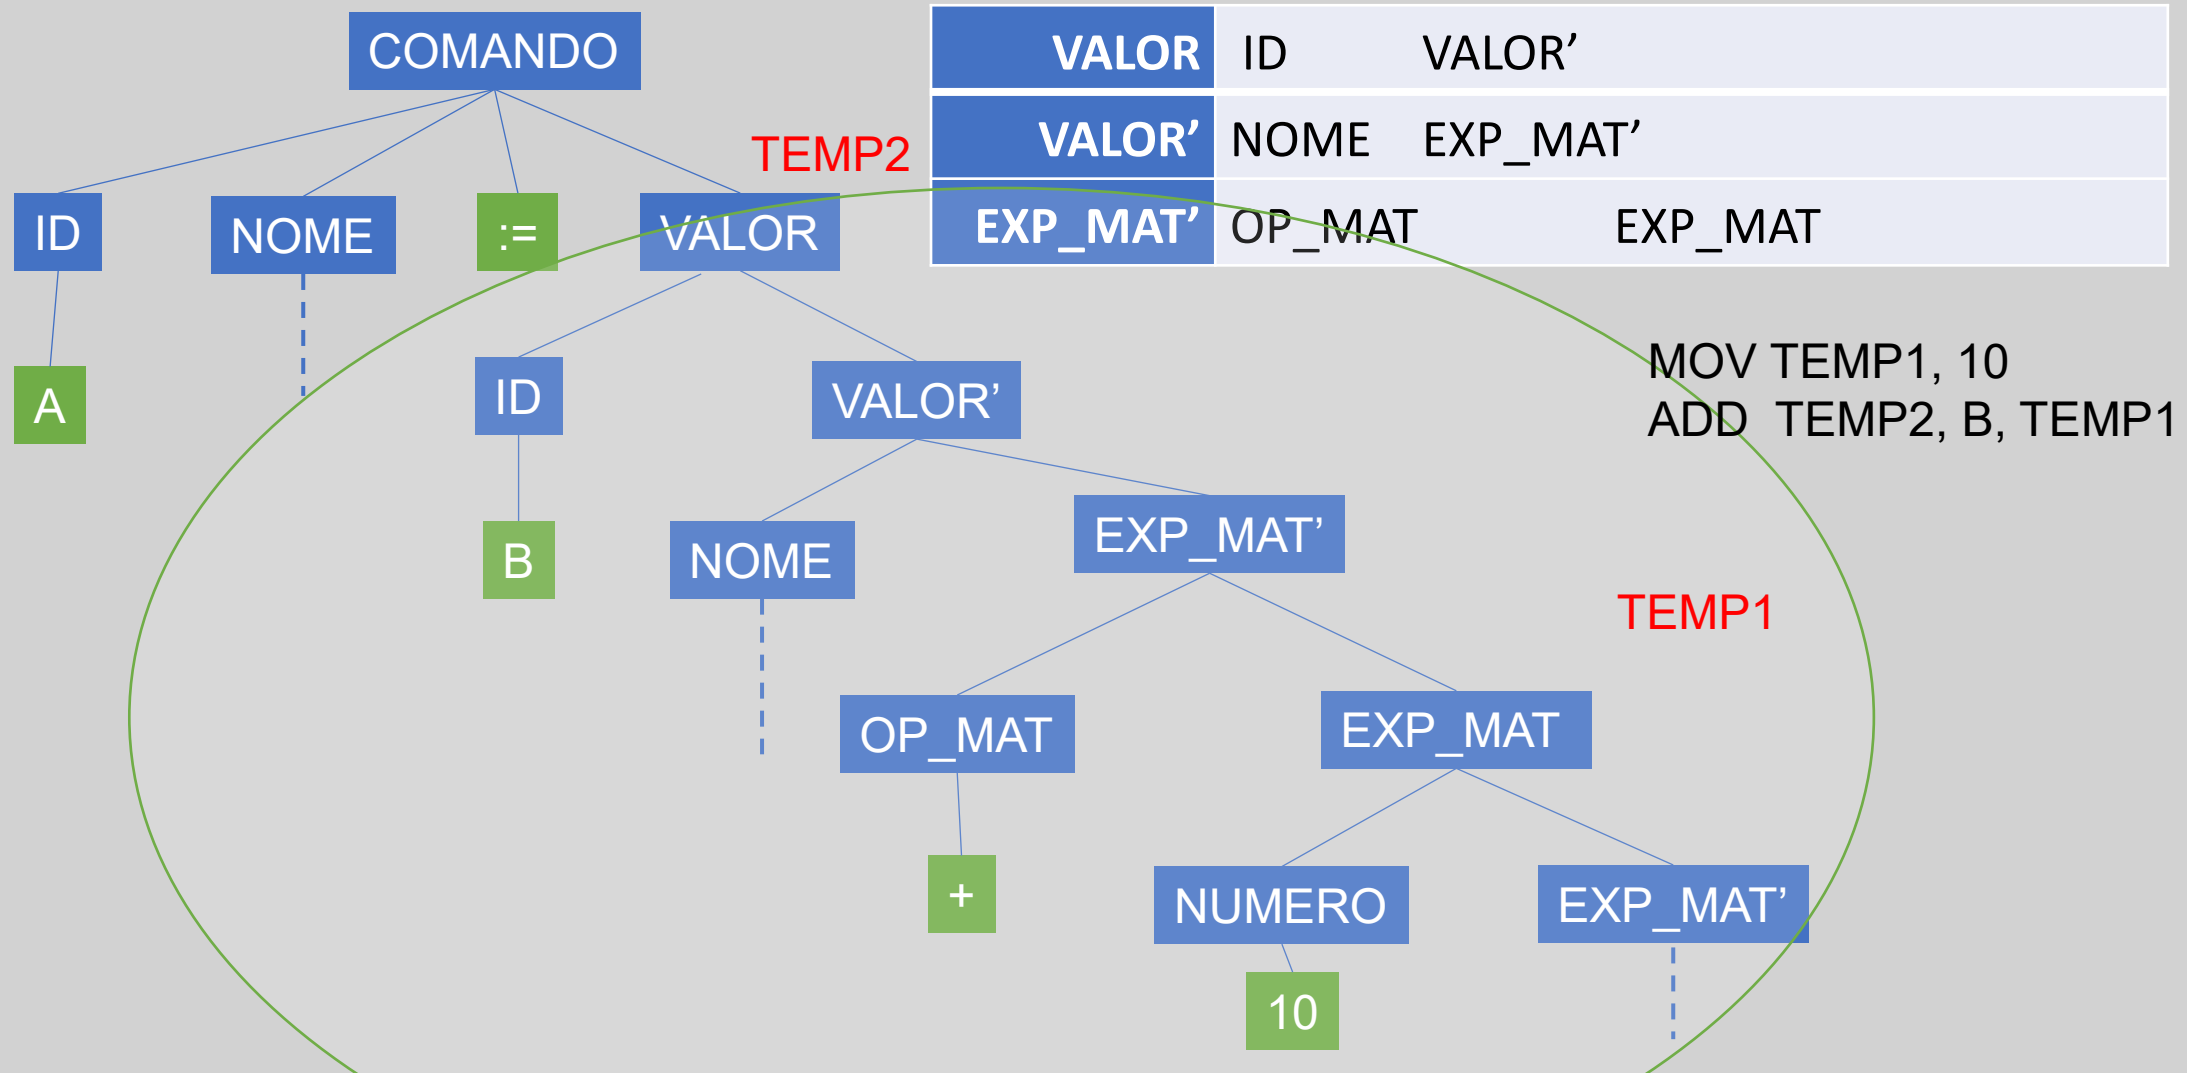 COMANDO
VALOR ID VALOR’
VALOR’ NOME EXP_MAT’
EXP_MAT’ OP_MAT EXP_MAT
TEMP2
ID NOME := VALOR
MOV TEMP1, 10
ADD TEMP2, B, TEMP1
A ID VALOR’
B NOME EXP_MAT’
TEMP1
OP_MAT EXP_MAT
+ NUMERO EXP_MAT’
10